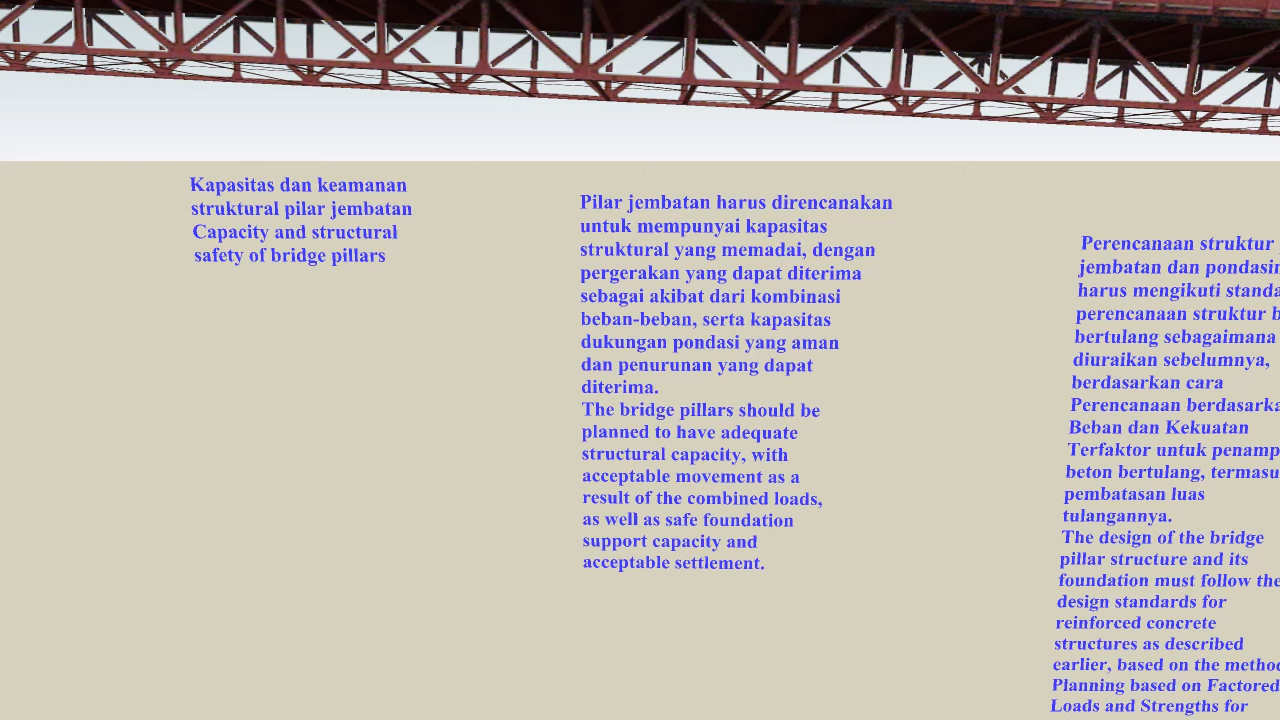 Kapasitas dan keamanan
struktural pilar jembatan
Capacity and structural
safety of bridge pillars
Pilar jembatan harus direncanakan
untuk mempunyai kapasitas
struktural yang memadai, dengan
pergerakan yang dapat diterima
sebagai akibat dari kombinasi
beban-beban, serta kapasitas
dukungan pondasi yang aman
dan penurunan yang dapat
diterima.
The bridge pillars should be
planned to have adequate
structural capacity, with
acceptable movement as a
result of the combined loads,
as well as safe foundation
support capacity and
acceptable settlement.
Perencanaan struktur
jembatan dan
harus mengikuti
perencanaan struktur
bertulang sebagaimana
diuraikan sebelumnya,
berdasarkan cara
Perencanaan
Beban dan Kekuatan
Terfaktor untuk
beton bertulang,
pembatasan luas
tulangannya.
The design of the bridge
pillar structure and its
foundation must follow the
design standards for
reinforced concrete
structures as described
earlier, based on the
Planning based on Factored
Loads and Strengths for